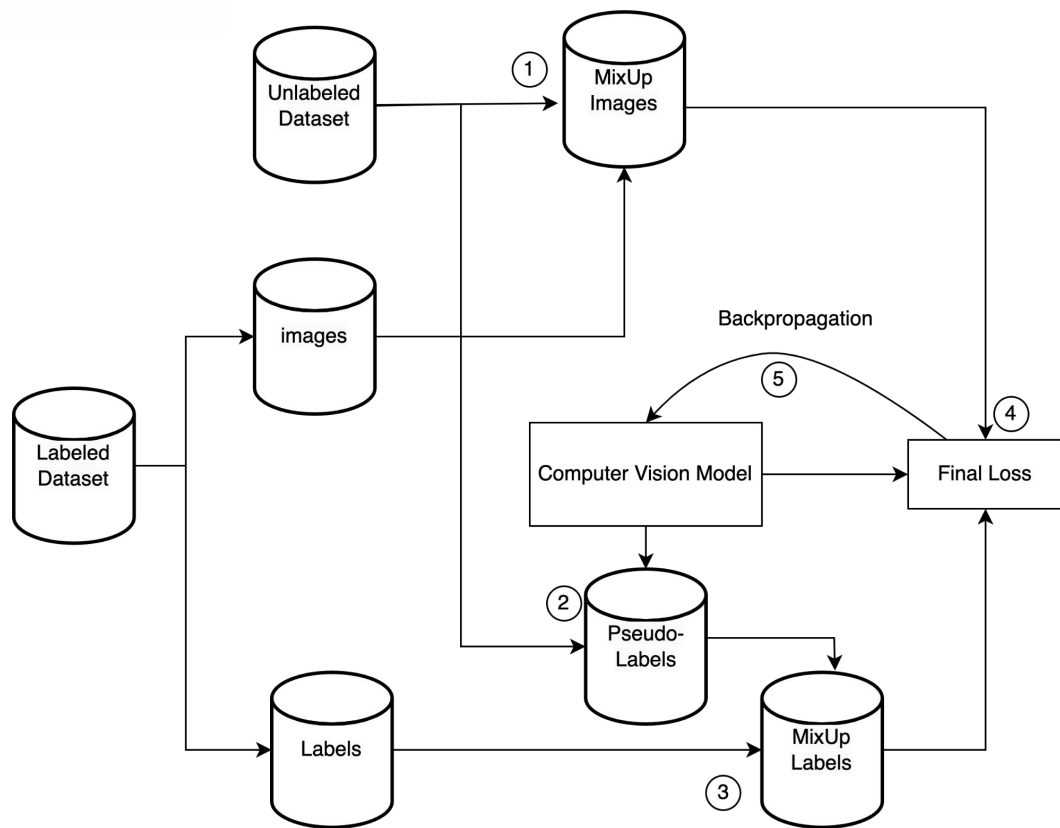 Unlabeled
Dataset
1
MixUp
Images
images
Backpropagation
5
4
Labeled
Dataset
Computer Vision Model
Final Loss
2
Pseudo-
Labels
Labels
MixUp
Labels
3